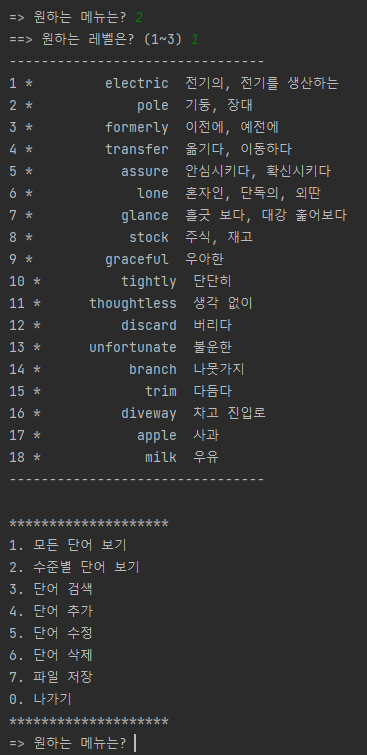 => 원하는 메뉴는? 2
==> 원하는 레벨은? (1~3) 1
--------------------------------
1 * electric 전기의, 전기를 생산하는
2 * pole 기둥, 장대
3 * formerly 이전에, 예전에
4 * transfer 옮기다, 이동하다
5 * assure 안심시키다, 확신시키다
6 * lone 혼자인, 단독의, 외딴
7 * glance 흘긋 보다, 대강 훑어보다
8 * stock 주식, 재고
9 * graceful 우아한
10 * tightly 단단히
11 * thoughtless 생각 없이
12 * discard 버리다
13 * unfortunate 불운한
14 * branch 나뭇가지
15 * trim 다듬다
16 * diveway 차고 진입로
17 * apple 사과
18 * milk 우유
--------------------------------
********************
1. 모든 단어 보기
2. 수준별 단어 보기
3. 단어 검색
4. 단어 추가
5. 단어 수정
6. 단어 삭제
7. 파일 저장
0. 나가기
********************
=> 원하는 메뉴는?